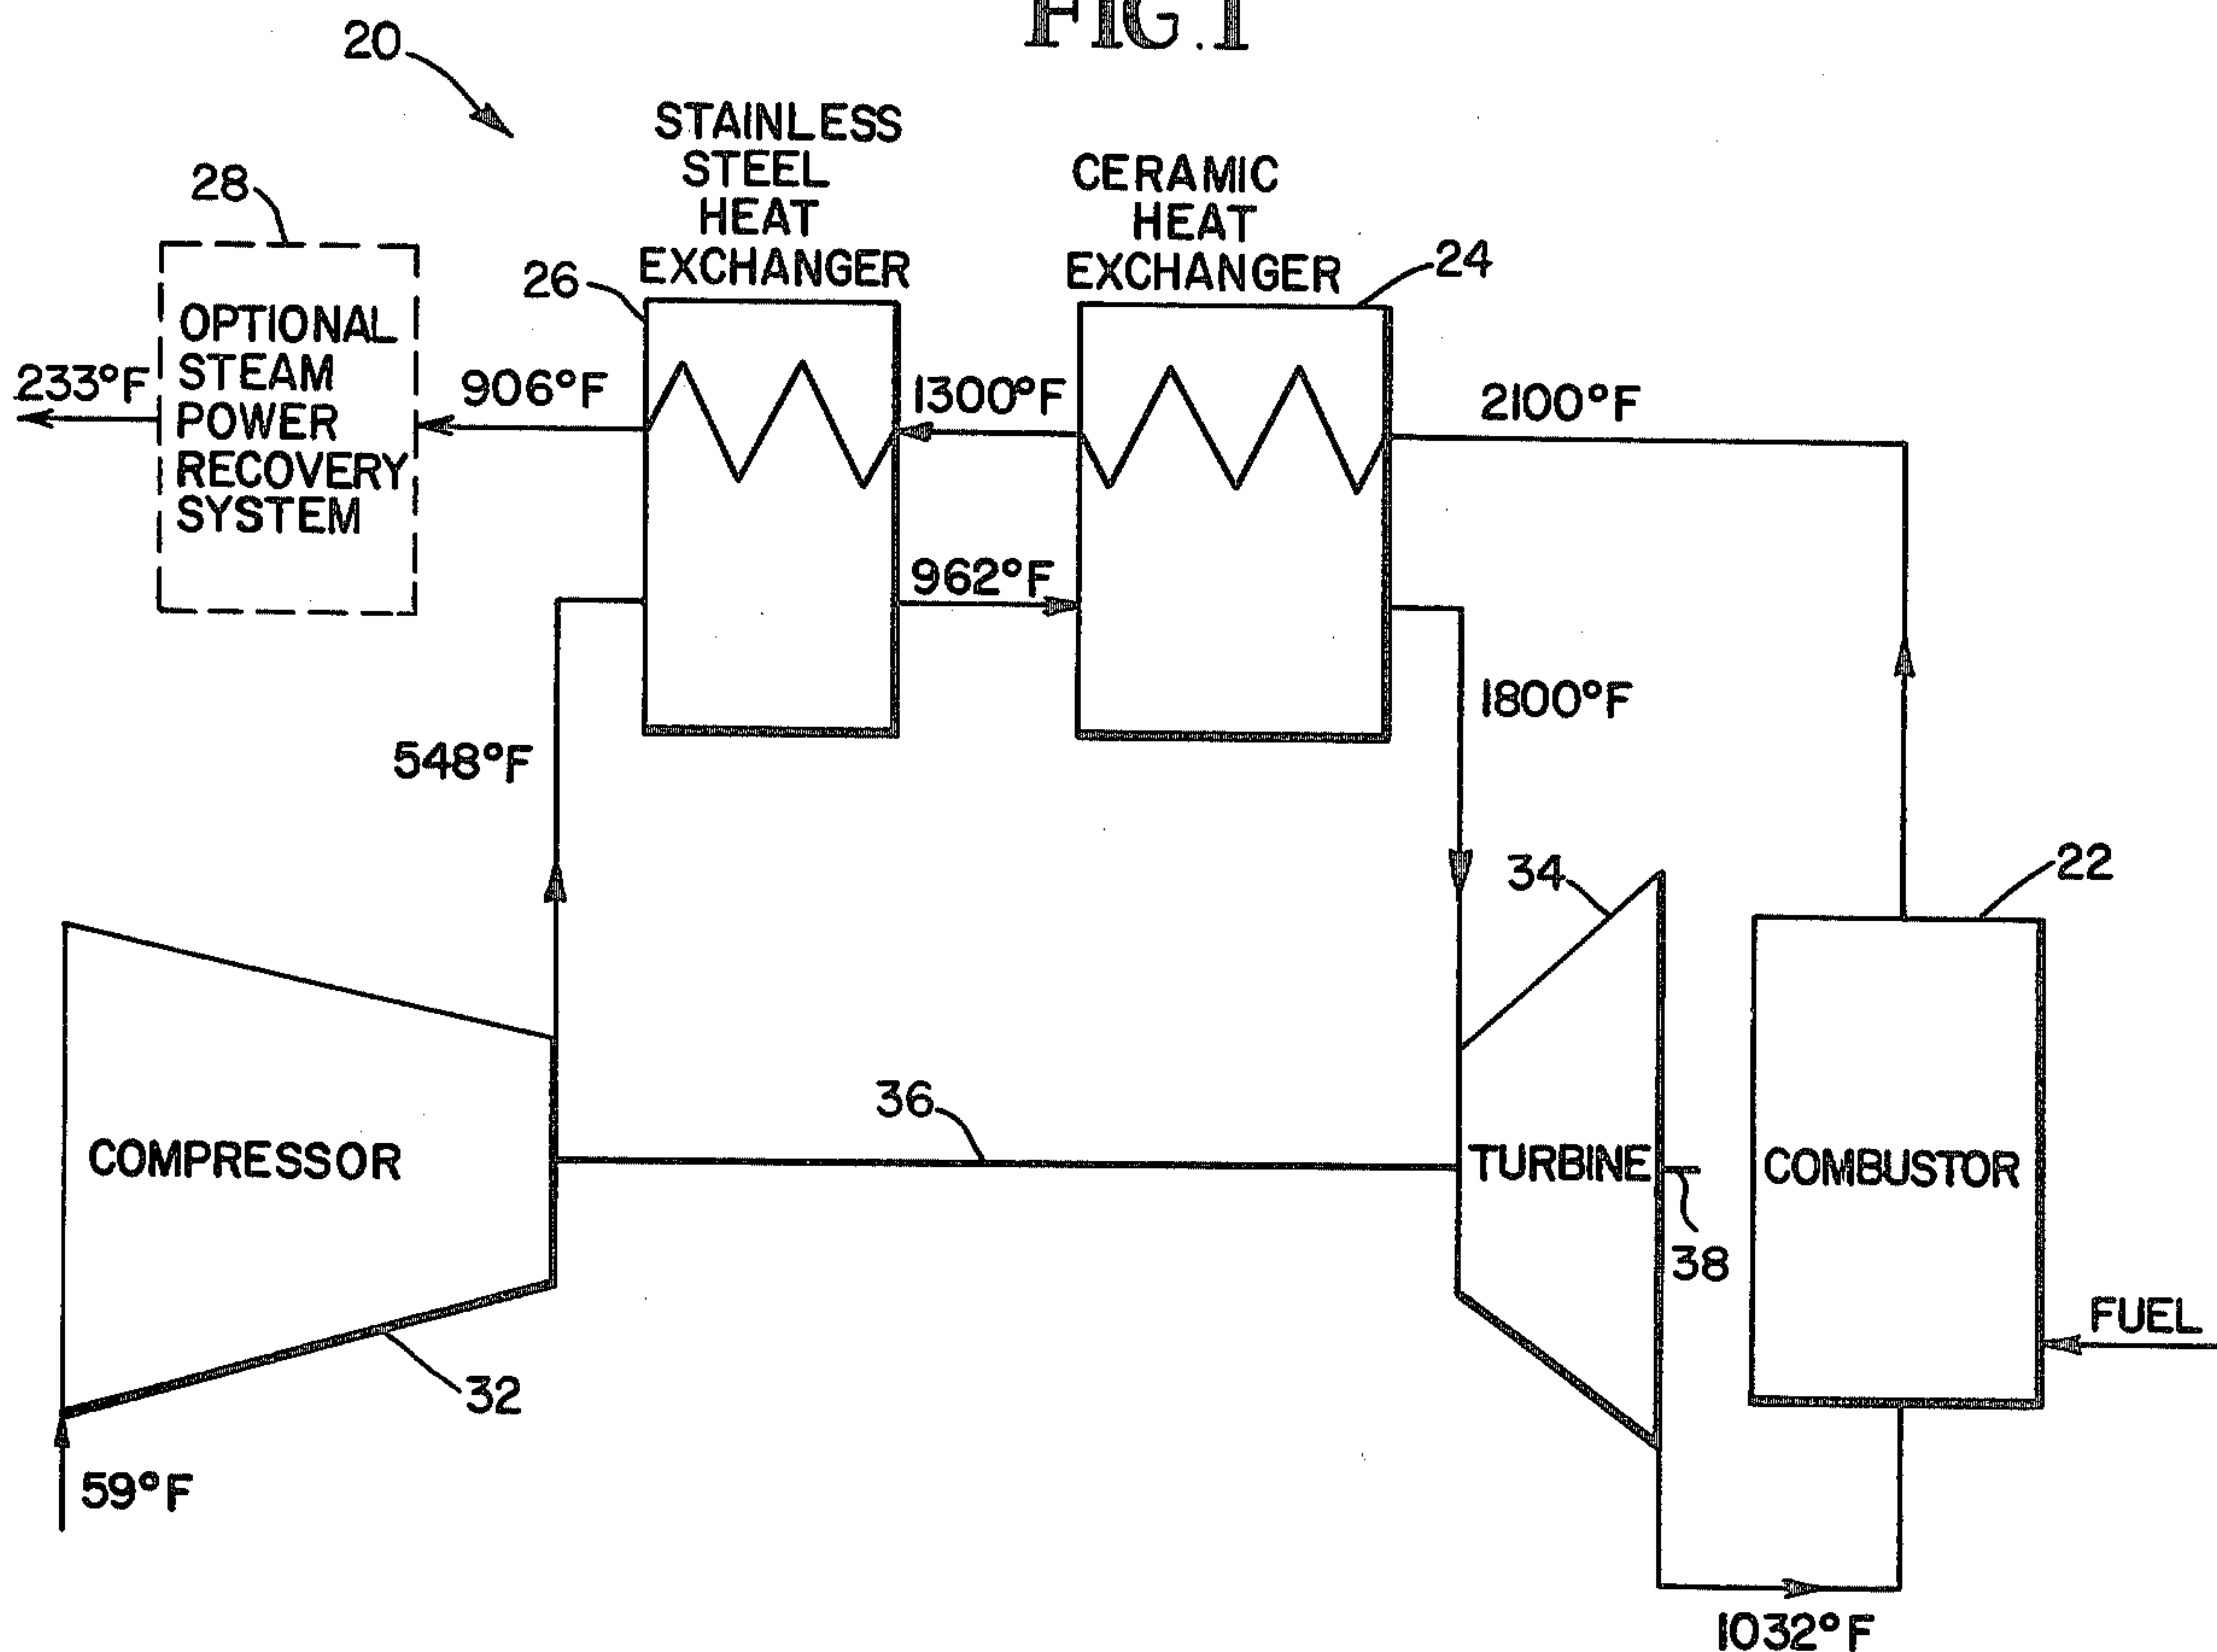 FIG.1
20
STAINLESS
STEEL
HEAT
EXCHANGER
CERAMIC
HEAT
EXCHANGER
28
26
24
OPTIONAL
STEAM
POWER
RECOVERY
SYSTEM
233°F
906°F
1300°F
2100°F
962°F
548°F
1800°F
34
22
36
COMPRESSOR
TURBINE
COMBUSTOR
38
FUEL
32
59°F
1032°F